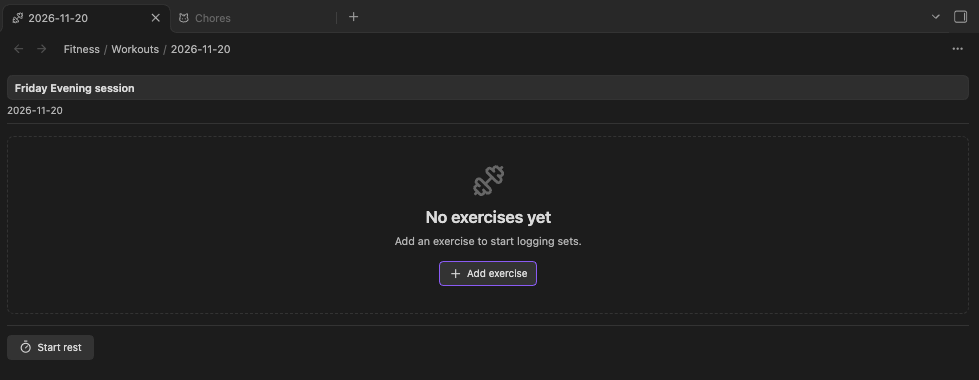 2026-11-20
Chores
Fitness / Workouts / 2026-11-20
Friday Evening session
2026-11-20
No exercises yet
Add an exercise to start logging sets.
Add exercise
Start rest